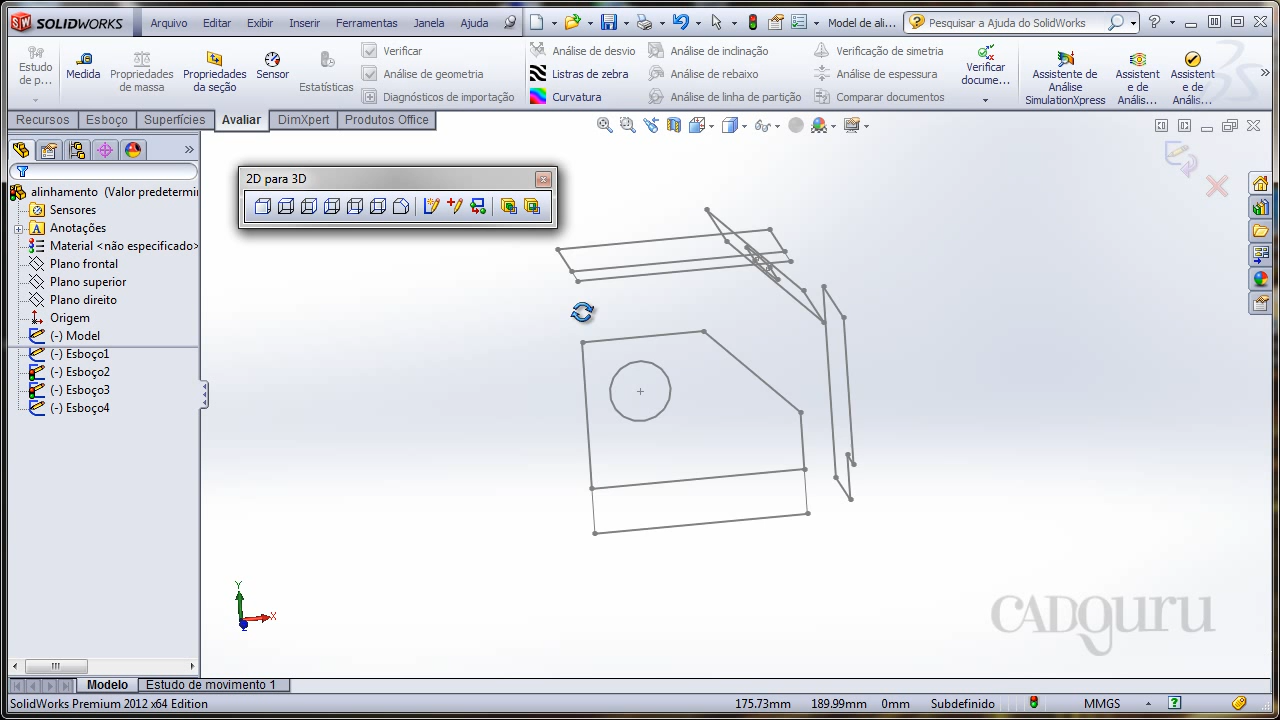 SOLIDWORKS Arquivo Editar Exibir Inserir Ferramentas Janela Ajuda Model de ali... Pesquisar a Ajuda do SolidWorks
Estudo de p...
Medida
Propriedades de massa
Propriedades da seção
Sensor
Estatísticas
Verificar
Análise de geometria
Diagnósticos de importação
Análise de desvio
Listras de zebra
Curvatura
Análise de inclinação
Análise de rebaixo
Análise de linha de partição
Verificação de simetria
Análise de espessura
Comparar documentos
Verificar docume...
Assistente de Análise SimulationXpress
Assistent e de Anális...
Assistent e de Anális...
Recursos Esboço Superfícies Avaliar DimXpert Produtos Office
alinhamento (Valor predetermi
Sensores
Anotações
Material <não especificado>
Plano frontal
Plano superior
Plano direito
Origem
(-) Model
(-) Esboço1
(-) Esboço2
(-) Esboço3
(-) Esboço4
2D para 3D
Y
X
Z
CADguru
Modelo Estudo de movimento 1
SolidWorks Premium 2012 x64 Edition 175.73mm 189.99mm 0mm Subdefinido MMGS